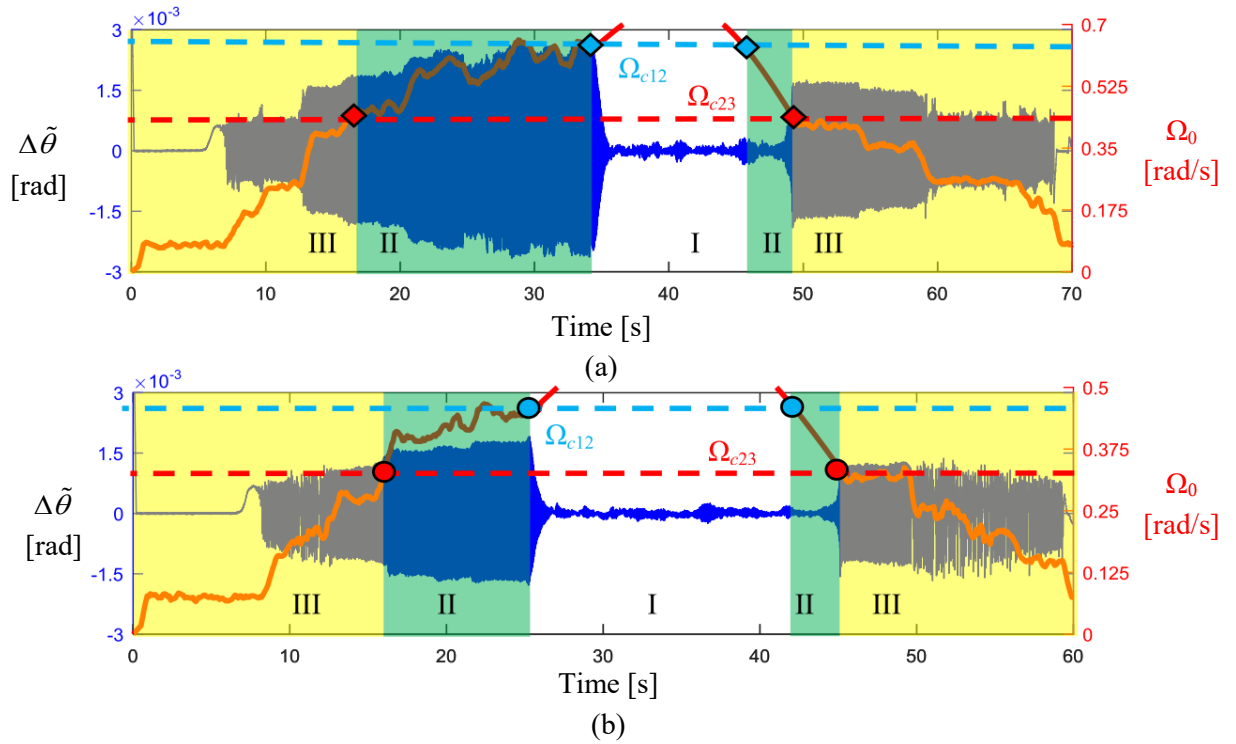 ×10⁻³
3
1.5
0
-1.5
-3
Δθ̃
[rad]
0.7
0.525
0.35
0.175
0
Ω₀
[rad/s]
Ωc12
Ωc23
III
II
I
II
III
0
10
20
30
40
50
60
70
Time [s]
(a)
×10⁻³
3
1.5
0
-1.5
-3
Δθ̃
[rad]
0.5
0.375
0.25
0.125
0
Ω₀
[rad/s]
Ωc12
Ωc23
III
II
I
II
III
0
10
20
30
40
50
60
Time [s]
(b)